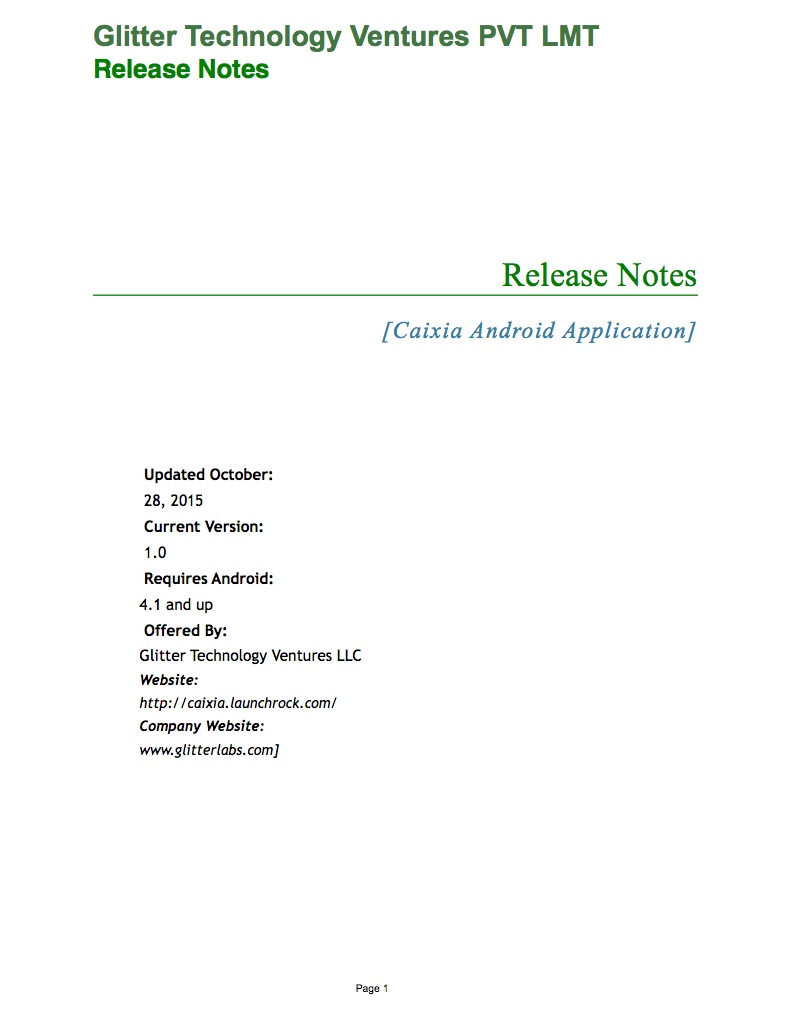 Glitter Technology Ventures PVT LMT
Release Notes
Release Notes
[Caixia Android Application]
Updated October:
28, 2015
Current Version:
1.0
Requires Android:
4.1 and up
Offered By:
Glitter Technology Ventures LLC
Website:
http://caixia.launchrock.com/
Company Website:
www.glitterlabs.com]
Page 1